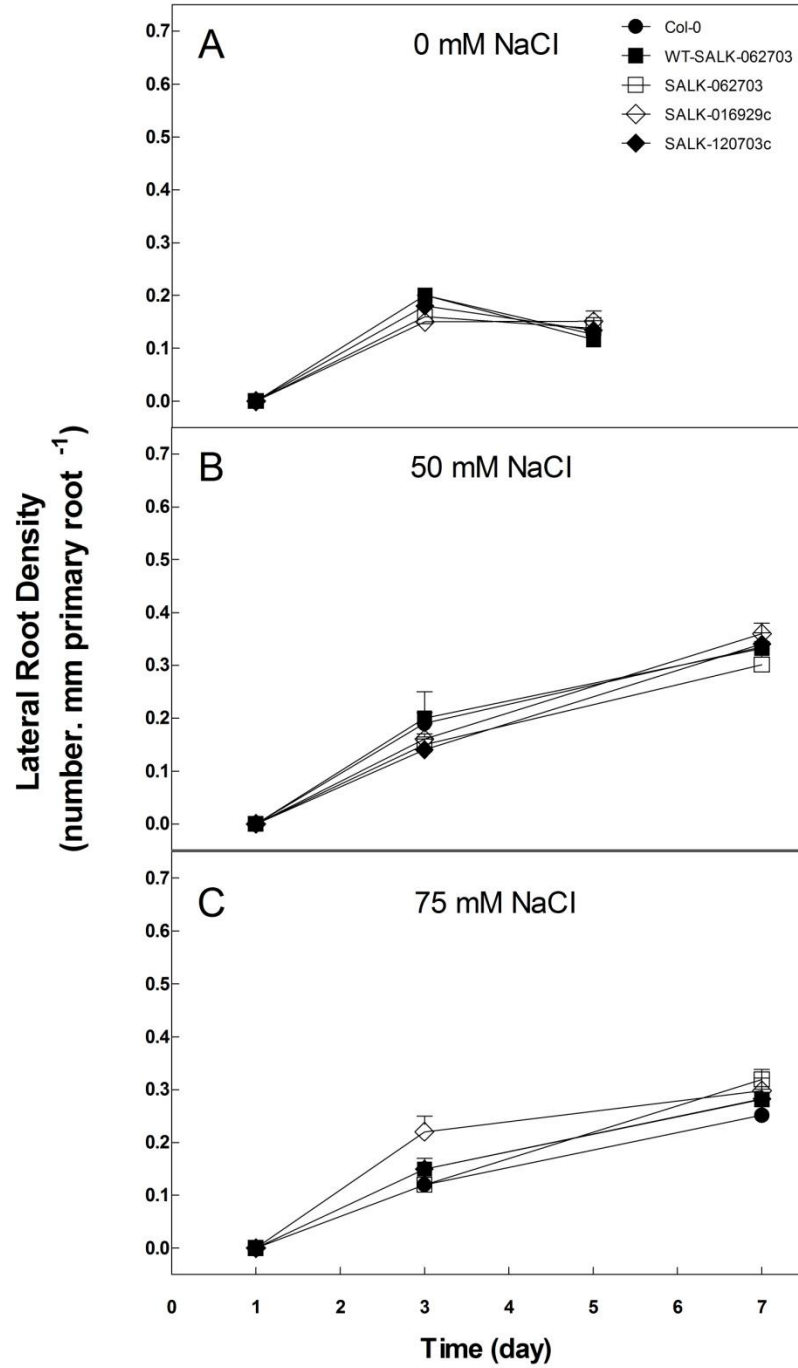 A
0 mM NaCl
Col-0
WT-SALK-062703
SALK-062703
SALK-016929c
SALK-120703c
0.7
0.6
0.5
0.4
0.3
0.2
0.1
0.0
B
50 mM NaCl
0.7
0.6
0.5
0.4
0.3
0.2
0.1
0.0
Lateral Root Density
(number. mm primary root -1)
C
75 mM NaCl
0.7
0.6
0.5
0.4
0.3
0.2
0.1
0.0
0 1 2 3 4 5 6 7
Time (day)